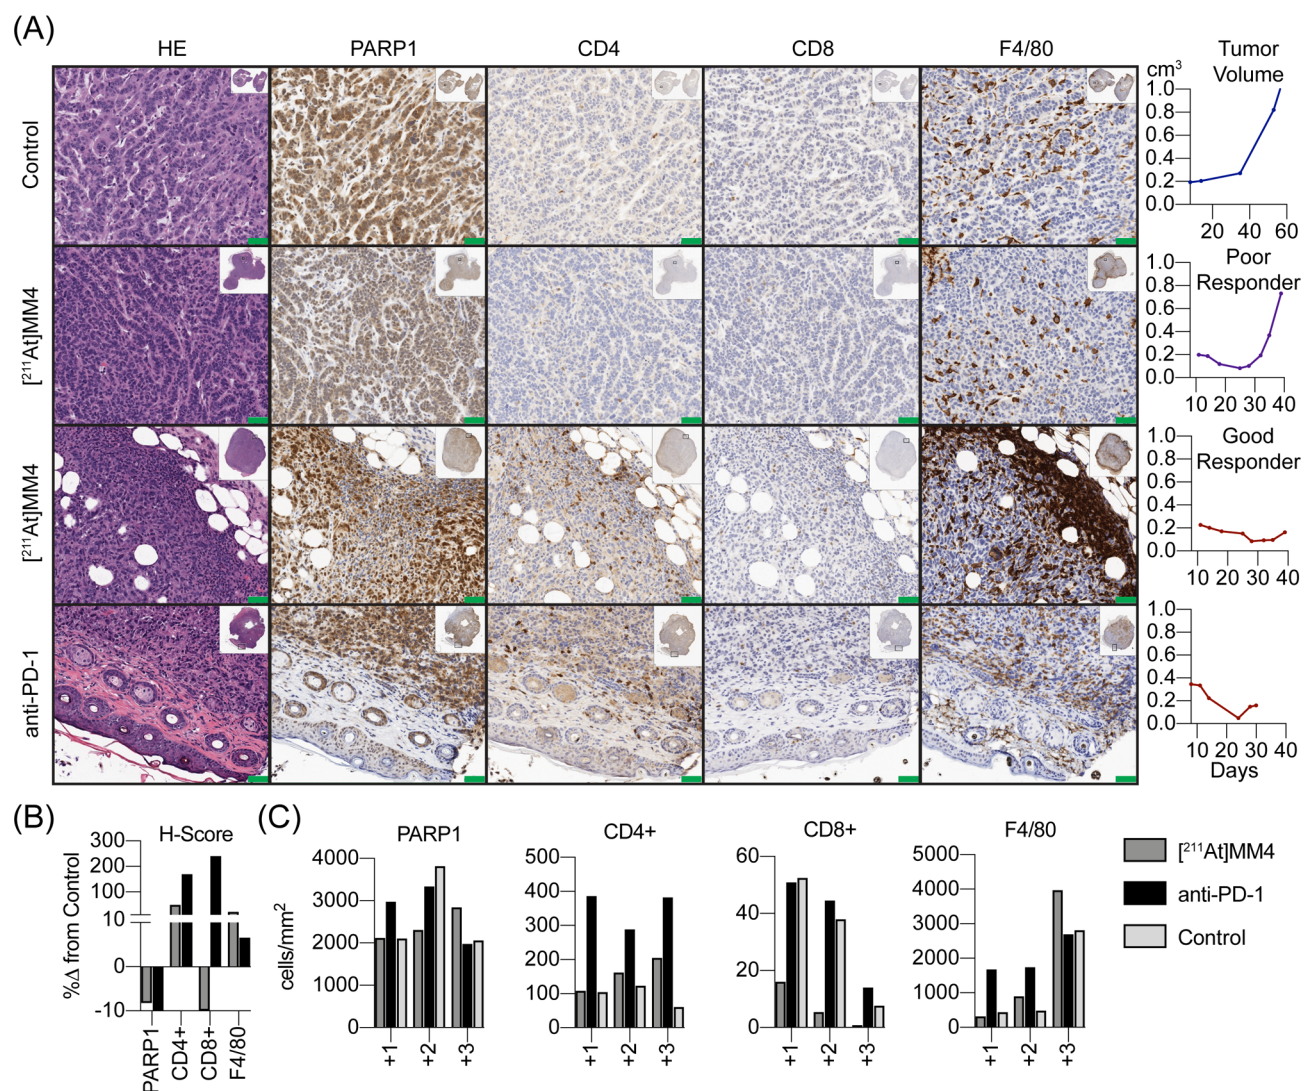 (A)
HE PARP1 CD4 CD8 F4/80 Tumor
Volume
Control
cm³
1.0
0.8
0.6
0.4
0.2
0.0
20 40 60
[²¹¹At]MM4
Poor
Responder
1.0
0.8
0.6
0.4
0.2
0.0
10 20 30 40
[²¹¹At]MM4
Good
Responder
1.0
0.8
0.6
0.4
0.2
0.0
10 20 30 40
anti-PD-1
1.0
0.8
0.6
0.4
0.2
0.0
10 20 30 40
Days
(B)
H-Score
%Δ from Control
300
200
100
10
0
-10
PARP1
CD4+
CD8+
F4/80
(C)
PARP1
cells/mm²
4000
3000
2000
1000
0
+1 +2 +3
CD4+
500
400
300
200
100
0
+1 +2 +3
CD8+
60
40
20
0
+1 +2 +3
F4/80
5000
4000
3000
2000
1000
0
+1 +2 +3
[²¹¹At]MM4
anti-PD-1
Control